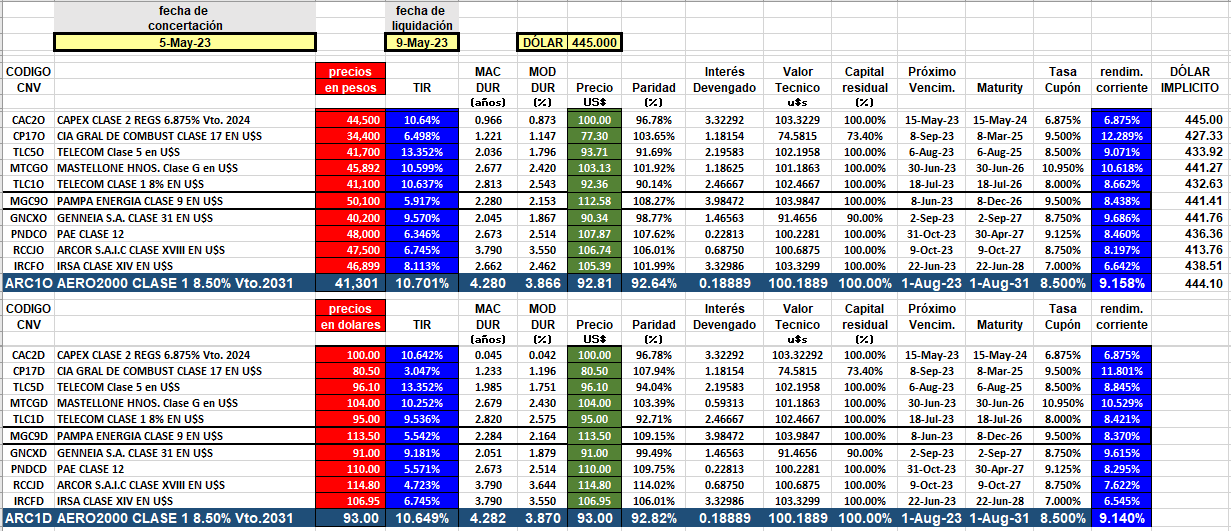 fecha de fecha de
concertación liquidación
5-May-23 9-May-23 DÓLAR 445.000
CODIGO precios MAC MOD Interés Valor Capital Próximo Tasa rendim. DÓLAR
CNV en pesos TIR DUR DUR Precio Paridad Devengado Tecnico residual Vencim. Maturity Cupón corriente IMPLICITO
(años) (%) US$ (%) u$s (%)
CAC2O CAPEX CLASE 2 REGS 6.875% Vto. 2024 44,500 10.64% 0.966 0.873 100.00 96.78% 3.32292 103.32292 100.00% 15-May-23 15-May-24 6.875% 6.875% 445.00
CP17O CIA GRAL DE COMBUST CLASE 17 EN U$S 34,400 6.498% 1.221 1.147 77.30 103.65% 1.18154 74.5815 73.40% 8-Sep-23 8-Mar-25 9.500% 12.289% 427.33
TLC5O TELECOM Clase 5 en U$S 41,700 13.352% 2.036 1.796 93.71 91.69% 2.19583 102.1958 100.00% 6-Aug-23 6-Aug-25 8.500% 9.071% 433.92
MTCGO MASTELLONE HNOS. Clase G en U$S 45,892 10.599% 2.677 2.420 103.13 101.92% 1.18625 101.1863 100.00% 30-Jun-23 30-Jun-26 10.950% 10.618% 441.27
TLC1O TELECOM CLASE 1 8% EN U$S 41,100 10.637% 2.813 2.543 92.36 90.14% 2.46667 102.4667 100.00% 18-Jul-23 18-Jul-26 8.000% 8.662% 432.63
MGC9O PAMPA ENERGIA CLASE 9 EN U$S 50,100 5.917% 2.280 2.153 112.58 108.27% 3.98472 103.9847 100.00% 8-Jun-23 8-Dec-26 9.500% 8.438% 441.41
GNCXO GENNEIA S.A. CLASE 31 EN U$S 40,200 9.570% 2.045 1.867 90.34 98.77% 1.46563 91.4656 90.00% 2-Sep-23 2-Sep-27 8.750% 9.686% 441.76
PNDCO PAE CLASE 12 48,000 6.346% 2.673 2.514 107.87 107.62% 0.22813 100.2281 100.00% 31-Oct-23 30-Apr-27 9.125% 8.460% 436.36
RCCJO ARCOR S.A.I.C CLASE XVIII EN U$S 47,500 6.745% 3.790 3.550 106.74 106.01% 0.68750 100.6875 100.00% 9-Oct-23 9-Oct-27 8.750% 8.197% 413.76
IRCFO IRSA CLASE XIV EN U$S 46,899 8.113% 2.662 2.462 105.39 101.99% 3.32986 103.3299 100.00% 22-Jun-23 22-Jun-28 7.000% 6.642% 438.51
ARC1O AERO2000 CLASE 1 8.50% Vto.2031 41,301 10.701% 4.280 3.866 92.81 92.64% 0.18889 100.1889 100.00% 1-Aug-23 1-Aug-31 8.500% 9.158% 444.10
CODIGO precios MAC MOD Interés Valor Capital Próximo Tasa rendim.
CNV en dolares TIR DUR DUR Precio Paridad Devengado Tecnico residual Vencim. Maturity Cupón corriente
(años) (%) US$ (%) u$s (%)
CAC2D CAPEX CLASE 2 REGS 6.875% Vto. 2024 100.00 10.642% 0.045 0.042 100.00 96.78% 3.32292 103.32292 100.00% 15-May-23 15-May-24 6.875% 6.875%
CP17D CIA GRAL DE COMBUST CLASE 17 EN U$S 80.50 3.047% 1.233 1.196 80.50 107.94% 1.18154 74.5815 73.40% 8-Sep-23 8-Mar-25 9.500% 11.801%
TLC5D TELECOM Clase 5 en U$S 96.10 13.352% 1.985 1.751 96.10 94.04% 2.19583 102.1958 100.00% 6-Aug-23 6-Aug-25 8.500% 8.845%
MTCGD MASTELLONE HNOS. Clase G en U$S 104.00 10.252% 2.679 2.430 104.00 103.39% 0.59313 101.1863 100.00% 30-Jun-23 30-Jun-26 10.950% 10.529%
TLC1D TELECOM CLASE 1 8% EN U$S 95.00 9.536% 2.820 2.575 95.00 92.71% 2.46667 102.4667 100.00% 18-Jul-23 18-Jul-26 8.000% 8.421%
MGC9D PAMPA ENERGIA CLASE 9 EN U$S 113.50 5.542% 2.284 2.164 113.50 109.15% 3.98472 103.9847 100.00% 8-Jun-23 8-Dec-26 9.500% 8.370%
GNCXD GENNEIA S.A. CLASE 31 EN U$S 91.00 9.181% 2.051 1.879 91.00 99.49% 1.46563 91.4656 90.00% 2-Sep-23 2-Sep-27 8.750% 9.615%
PNDCD PAE CLASE 12 110.00 5.571% 2.673 2.514 110.00 109.75% 0.22813 100.2281 100.00% 31-Oct-23 30-Apr-27 9.125% 8.295%
RCCJD ARCOR S.A.I.C CLASE XVIII EN U$S 114.80 4.723% 3.790 3.644 114.80 114.02% 0.68750 100.6875 100.00% 9-Oct-23 9-Oct-27 8.750% 7.622%
IRCFD IRSA CLASE XIV EN U$S 106.95 6.745% 3.790 3.550 106.95 106.01% 3.32986 103.3299 100.00% 22-Jun-23 22-Jun-28 7.000% 6.545%
ARC1D AERO2000 CLASE 1 8.50% Vto.2031 93.00 10.649% 4.282 3.870 93.00 92.82% 0.18889 100.1889 100.00% 1-Aug-23 1-Aug-31 8.500% 9.140%